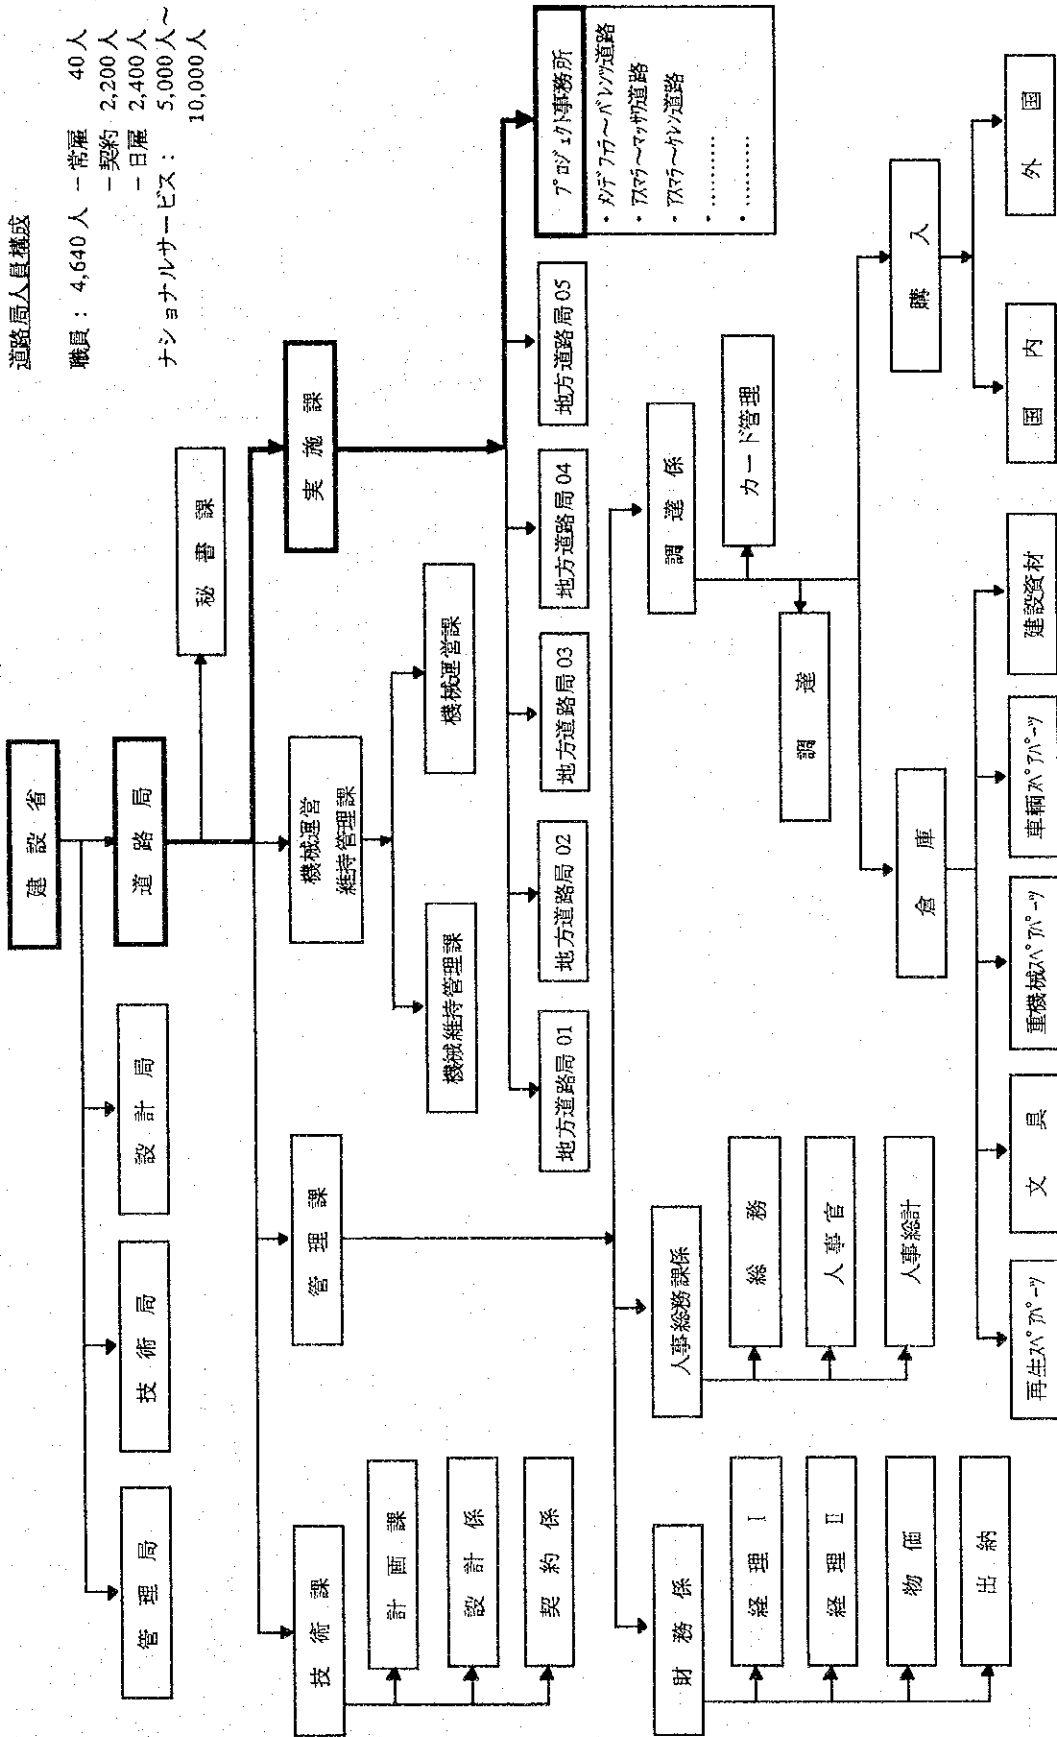 道路局人員構成
職員： 4,640人 －常雇 40人
－契約 2,200人
－日雇 2,400人
ナショナルサービス： 5,000人～
10,000人
建設省
管理局
技術局
設計局
道路局
秘書課
技術課
管理課
機械運営
維持管理課
実施課
計画課
設計係
契約係
機械維持管理課
機械運営課
地方道路局 01
地方道路局 02
地方道路局 03
地方道路局 04
地方道路局 05
プロジェクト事務所
・メンデフェラ～バレンツ道路
・アスマラ～マッサワ道路
・アスマラ～ケレン道路
・…………
・…………
財務係
人事総務課係
調達係
経理 I
経理 II
物価
出納
総務
人事官
人事総計
カード管理
調達
倉庫
購入
再生スペアパーツ
文具
重機械スペアパーツ
車輌スペアパーツ
建設資材
国内
外国